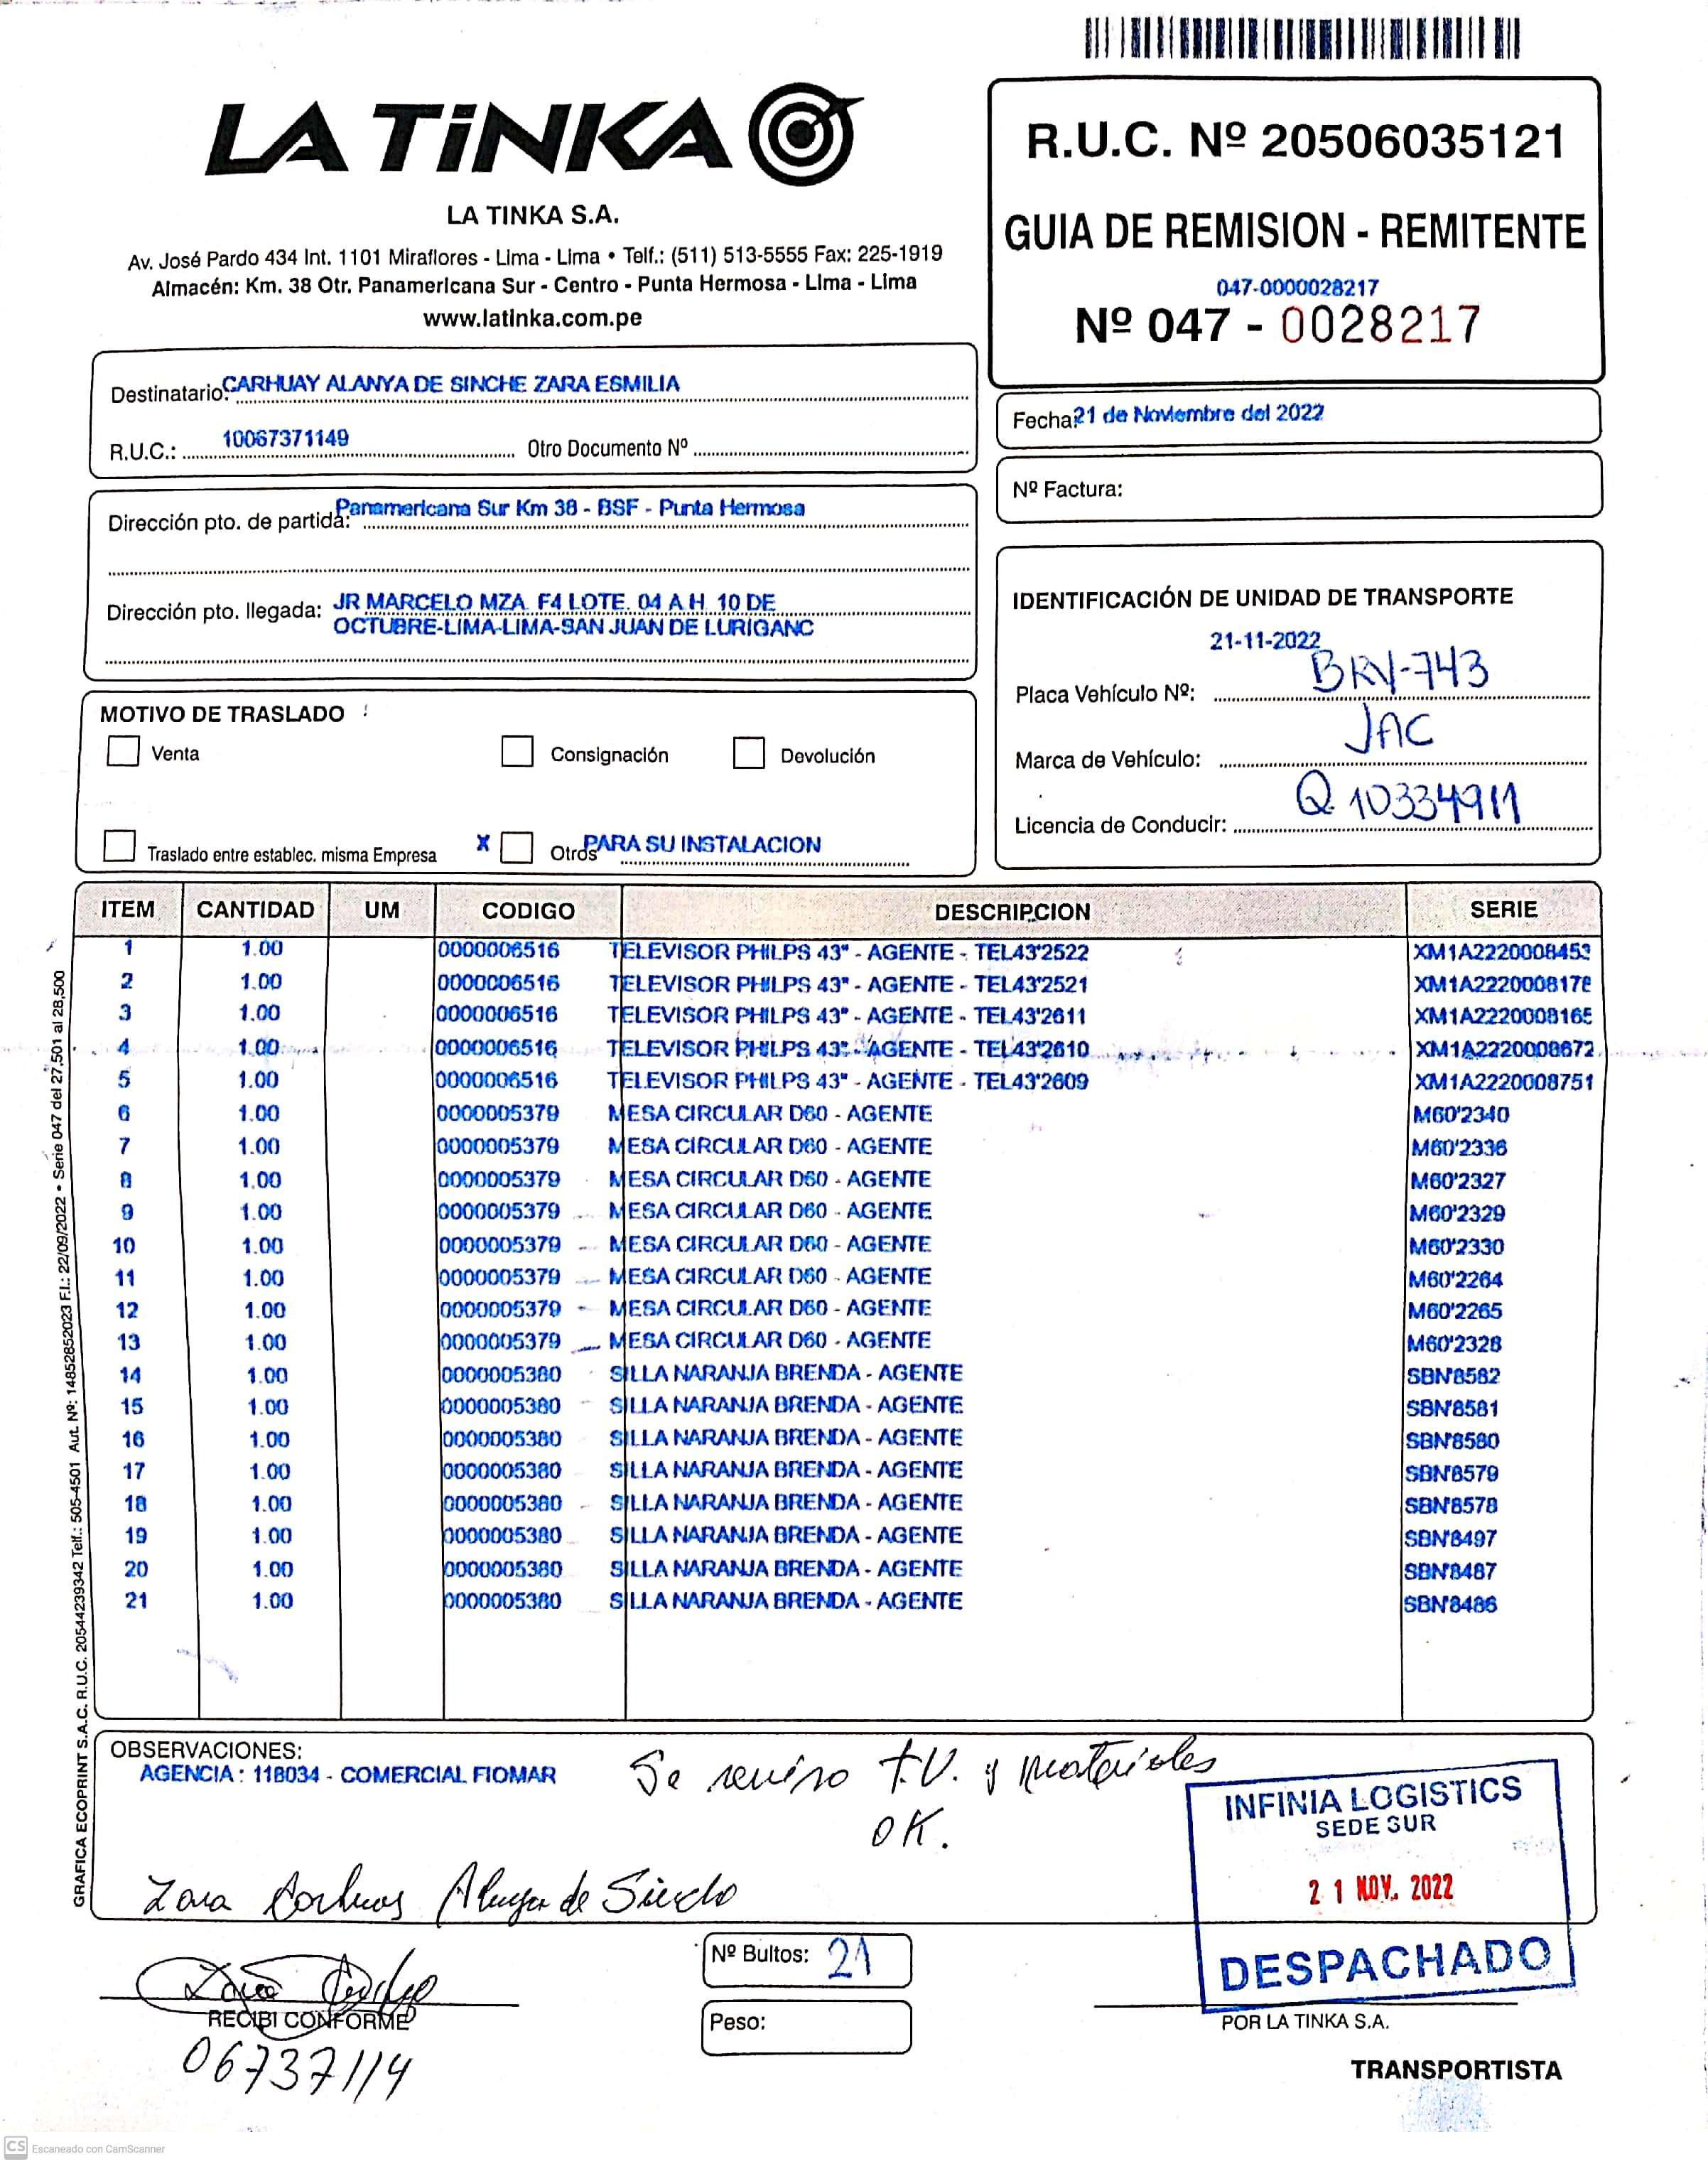 LA TiNKA
LA TINKA S.A.
Av. José Pardo 434 Int. 1101 Miraflores - Lima - Lima • Telf.: (511) 513-5555 Fax: 225-1919
Almacén: Km. 38 Otr. Panamericana Sur - Centro - Punta Hermosa - Lima - Lima
www.latinka.com.pe
R.U.C. Nº 20506035121
GUIA DE REMISION - REMITENTE
047-0000028217
Nº 047 - 0028217
Destinatario: CARHUAY ALANYA DE SINCHE ZARA ESMILIA
R.U.C.: 10067371149 Otro Documento Nº
Fecha: 21 de Noviembre del 2022
Nº Factura:
Dirección pto. de partida: Panamericana Sur Km 38 - BSF - Punta Hermosa
Dirección pto. llegada: JR MARCELO MZA. F4 LOTE. 04 A.H. 10 DE
OCTUBRE-LIMA-LIMA-SAN JUAN DE LURIGANC
IDENTIFICACIÓN DE UNIDAD DE TRANSPORTE
21-11-2022
Placa Vehículo Nº: BRV-743
Marca de Vehículo: JAC
Licencia de Conducir: Q 10334911
MOTIVO DE TRASLADO
Venta Consignación Devolución
Traslado entre establec. misma Empresa X Otros PARA SU INSTALACION
ITEM CANTIDAD UM CODIGO DESCRIPCION SERIE
1 1.00 0000006516 TELEVISOR PHILPS 43" - AGENTE - TEL43'2522 XM1A2220008453
2 1.00 0000006516 TELEVISOR PHILPS 43" - AGENTE - TEL43'2521 XM1A2220008178
3 1.00 0000006516 TELEVISOR PHILPS 43" - AGENTE - TEL43'2611 XM1A2220008165
4 1.00 0000006516 TELEVISOR PHILPS 43" - AGENTE - TEL43'2610 XM1A2220008672
5 1.00 0000006516 TELEVISOR PHILPS 43" - AGENTE - TEL43'2609 XM1A2220008751
6 1.00 0000005379 MESA CIRCULAR D60 - AGENTE M60'2340
7 1.00 0000005379 MESA CIRCULAR D60 - AGENTE M60'2336
8 1.00 0000005379 MESA CIRCULAR D60 - AGENTE M60'2327
9 1.00 0000005379 MESA CIRCULAR D60 - AGENTE M60'2329
10 1.00 0000005379 MESA CIRCULAR D60 - AGENTE M60'2330
11 1.00 0000005379 MESA CIRCULAR D60 - AGENTE M60'2264
12 1.00 0000005379 MESA CIRCULAR D60 - AGENTE M60'2265
13 1.00 0000005379 MESA CIRCULAR D60 - AGENTE M60'2328
14 1.00 0000005380 SILLA NARANJA BRENDA - AGENTE SBN'8582
15 1.00 0000005380 SILLA NARANJA BRENDA - AGENTE SBN'8581
16 1.00 0000005380 SILLA NARANJA BRENDA - AGENTE SBN'8580
17 1.00 0000005380 SILLA NARANJA BRENDA - AGENTE SBN'8579
18 1.00 0000005380 SILLA NARANJA BRENDA - AGENTE SBN'8578
19 1.00 0000005380 SILLA NARANJA BRENDA - AGENTE SBN'8497
20 1.00 0000005380 SILLA NARANJA BRENDA - AGENTE SBN'8487
21 1.00 0000005380 SILLA NARANJA BRENDA - AGENTE SBN'8486
GRAFICA ECOPRINT S.A.C. R.U.C. 20544239342 Telf.: 505-4501 Aut. Nº: 14852852023 F.I.: 22/09/2022 • Serie 047 del 27,501 al 28,500
OBSERVACIONES:
AGENCIA : 118034 - COMERCIAL FIOMAR
Se reviso t.V. y materiales
OK.
Zara Carhuay Alanya de Sinche
INFINIA LOGISTICS
SEDE SUR
21 NOV. 2022
DESPACHADO
Nº Bultos: 21
Peso:
RECIBI CONFORME
06737114
POR LA TINKA S.A.
TRANSPORTISTA
CS Escaneado con CamScanner